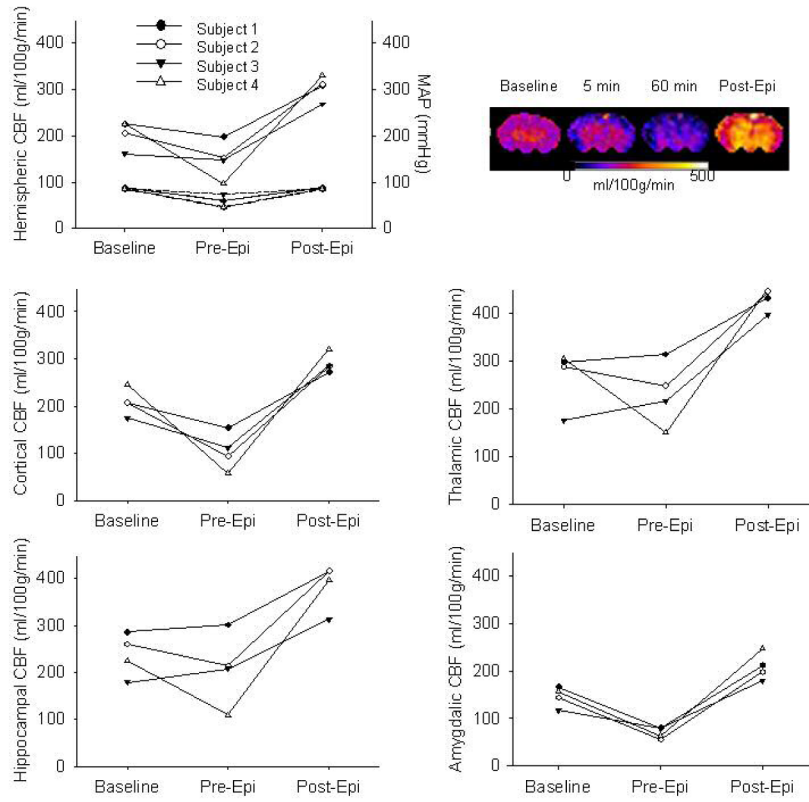 400
300
200
100
0
Hemispheric CBF (ml/100g/min)
Subject 1
Subject 2
Subject 3
Subject 4
400
300
200
100
0
MAP (mmHg)
Baseline Pre-Epi Post-Epi
Baseline 5 min 60 min Post-Epi
0 500
ml/100g/min
400
300
200
100
0
Cortical CBF (ml/100g/min)
Baseline Pre-Epi Post-Epi
400
300
200
100
0
Thalamic CBF (ml/100g/min)
Baseline Pre-Epi Post-Epi
400
300
200
100
0
Hippocampal CBF (ml/100g/min)
Baseline Pre-Epi Post-Epi
400
300
200
100
0
Amygdalic CBF (ml/100g/min)
Baseline Pre-Epi Post-Epi